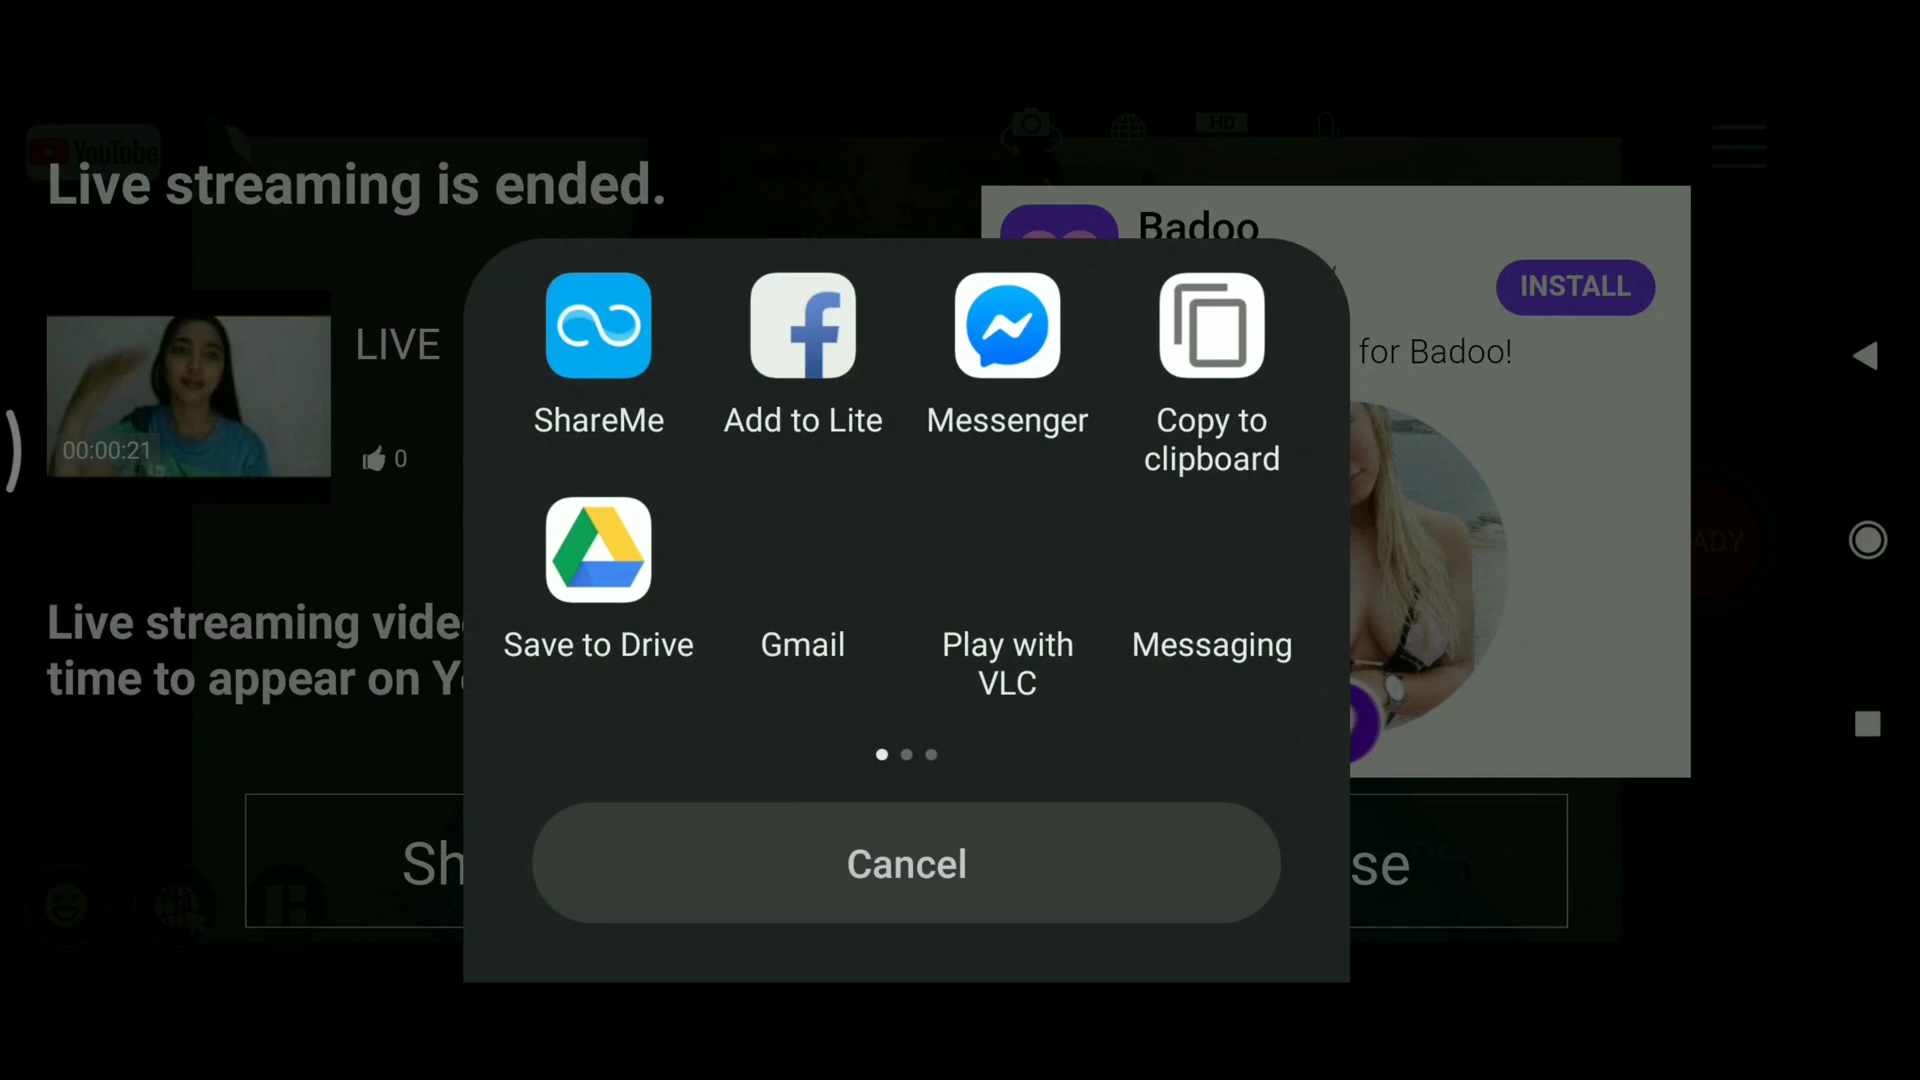 YouTube
HD
Live streaming is ended.
Badoo
INSTALL
for Badoo!
LIVE
00:00:21
0
ShareMe
Add to Lite
Messenger
Copy to
clipboard
Save to Drive
Gmail
Play with
VLC
Messaging
ADY
Live streaming vide
time to appear on Y
Cancel
Sh
se